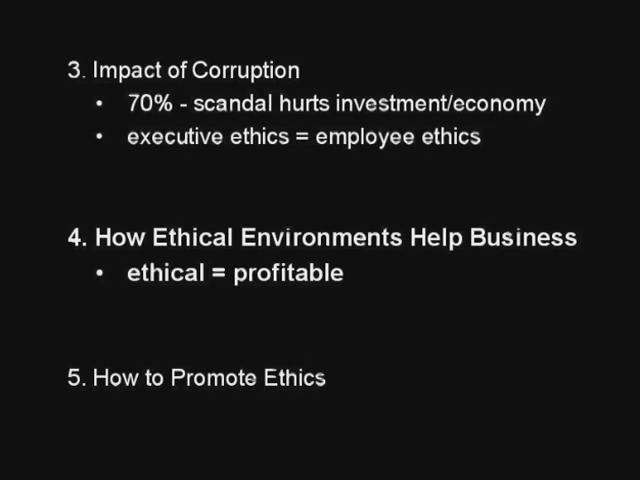 3. Impact of Corruption
• 70% - scandal hurts investment/economy
• executive ethics = employee ethics
4. How Ethical Environments Help Business
• ethical = profitable
5. How to Promote Ethics